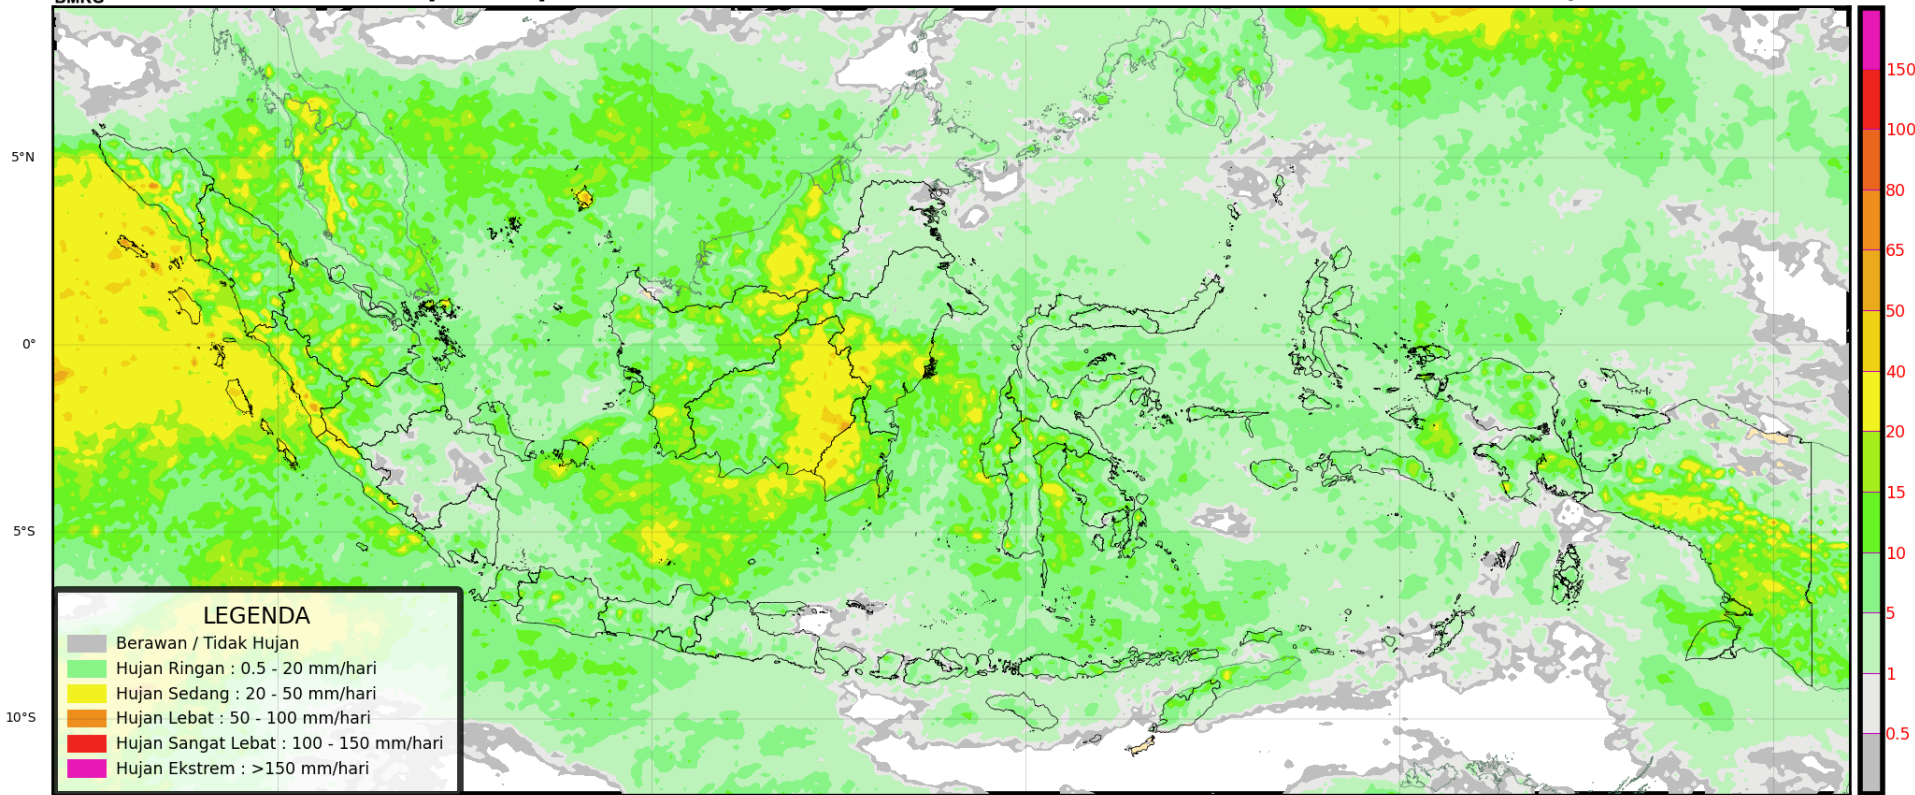 BMKG
5°N
0°
5°S
10°S
LEGENDA
Berawan / Tidak Hujan
Hujan Ringan : 0.5 - 20 mm/hari
Hujan Sedang : 20 - 50 mm/hari
Hujan Lebat : 50 - 100 mm/hari
Hujan Sangat Lebat : 100 - 150 mm/hari
Hujan Ekstrem : >150 mm/hari
150
100
80
65
50
40
20
15
10
5
1
0.5